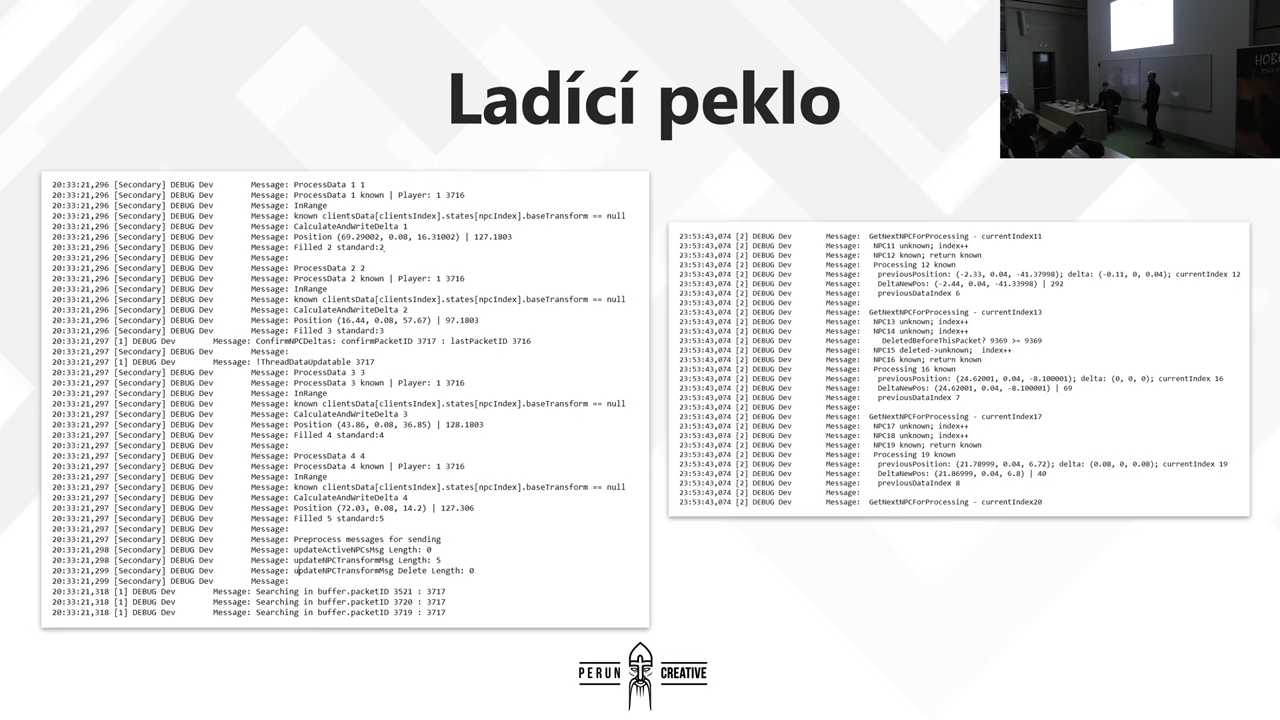 Ladící peklo
20:33:21,296 [Secondary] DEBUG Dev Message: ProcessData 1 1
20:33:21,296 [Secondary] DEBUG Dev Message: ProcessData 1 known | Player: 1 3716
20:33:21,296 [Secondary] DEBUG Dev Message: InRange
20:33:21,296 [Secondary] DEBUG Dev Message: known clientsData[clientsIndex].states[npcIndex].baseTransform == null
20:33:21,296 [Secondary] DEBUG Dev Message: CalculateAndWriteDelta 1
20:33:21,296 [Secondary] DEBUG Dev Message: Position (69.29002, 0.08, 16.31002) | 127.1803
20:33:21,296 [Secondary] DEBUG Dev Message: Filled 2 standard:2
20:33:21,296 [Secondary] DEBUG Dev Message:
20:33:21,296 [Secondary] DEBUG Dev Message: ProcessData 2 2
20:33:21,296 [Secondary] DEBUG Dev Message: ProcessData 2 known | Player: 1 3716
20:33:21,296 [Secondary] DEBUG Dev Message: InRange
20:33:21,296 [Secondary] DEBUG Dev Message: known clientsData[clientsIndex].states[npcIndex].baseTransform == null
20:33:21,296 [Secondary] DEBUG Dev Message: CalculateAndWriteDelta 2
20:33:21,296 [Secondary] DEBUG Dev Message: Position (16.44, 0.08, 57.67) | 97.1803
20:33:21,296 [Secondary] DEBUG Dev Message: Filled 3 standard:3
20:33:21,297 [1] DEBUG Dev Message: ConfirmNPCDeltas: confirmPacketID 3717 : lastPacketID 3716
20:33:21,297 [Secondary] DEBUG Dev Message:
20:33:21,297 [1] DEBUG Dev Message: !ThreadDataUpdatable 3717
20:33:21,297 [Secondary] DEBUG Dev Message: ProcessData 3 3
20:33:21,297 [Secondary] DEBUG Dev Message: ProcessData 3 known | Player: 1 3716
20:33:21,297 [Secondary] DEBUG Dev Message: InRange
20:33:21,297 [Secondary] DEBUG Dev Message: known clientsData[clientsIndex].states[npcIndex].baseTransform == null
20:33:21,297 [Secondary] DEBUG Dev Message: CalculateAndWriteDelta 3
20:33:21,297 [Secondary] DEBUG Dev Message: Position (43.86, 0.08, 36.85) | 128.1803
20:33:21,297 [Secondary] DEBUG Dev Message: Filled 4 standard:4
20:33:21,297 [Secondary] DEBUG Dev Message:
20:33:21,297 [Secondary] DEBUG Dev Message: ProcessData 4 4
20:33:21,297 [Secondary] DEBUG Dev Message: ProcessData 4 known | Player: 1 3716
20:33:21,297 [Secondary] DEBUG Dev Message: InRange
20:33:21,297 [Secondary] DEBUG Dev Message: known clientsData[clientsIndex].states[npcIndex].baseTransform == null
20:33:21,297 [Secondary] DEBUG Dev Message: CalculateAndWriteDelta 4
20:33:21,297 [Secondary] DEBUG Dev Message: Position (72.03, 0.08, 14.2) | 127.306
20:33:21,297 [Secondary] DEBUG Dev Message: Filled 5 standard:5
20:33:21,297 [Secondary] DEBUG Dev Message:
20:33:21,297 [Secondary] DEBUG Dev Message: Preprocess messages for sending
20:33:21,298 [Secondary] DEBUG Dev Message: updateActiveNPCsMsg Length: 0
20:33:21,298 [Secondary] DEBUG Dev Message: updateNPCTransformMsg Length: 5
20:33:21,299 [Secondary] DEBUG Dev Message: updateNPCTransformMsg Delete Length: 0
20:33:21,299 [Secondary] DEBUG Dev Message:
20:33:21,318 [1] DEBUG Dev Message: Searching in buffer.packetID 3521 : 3717
20:33:21,318 [1] DEBUG Dev Message: Searching in buffer.packetID 3720 : 3717
20:33:21,318 [1] DEBUG Dev Message: Searching in buffer.packetID 3719 : 3717
23:53:43,074 [2] DEBUG Dev Message: GetNextNPCForProcessing - currentIndex11
23:53:43,074 [2] DEBUG Dev Message: NPC11 unknown; index++
23:53:43,074 [2] DEBUG Dev Message: NPC12 known; return known
23:53:43,074 [2] DEBUG Dev Message: Processing 12 known
23:53:43,074 [2] DEBUG Dev Message: previousPosition: (-2.33, 0.04, -41.37998); delta: (-0.11, 0, 0.04); currentIndex 12
23:53:43,074 [2] DEBUG Dev Message: DeltaNewPos: (-2.44, 0.04, -41.33998) | 292
23:53:43,074 [2] DEBUG Dev Message: previousDataIndex 6
23:53:43,074 [2] DEBUG Dev Message:
23:53:43,074 [2] DEBUG Dev Message: GetNextNPCForProcessing - currentIndex13
23:53:43,074 [2] DEBUG Dev Message: NPC13 unknown; index++
23:53:43,074 [2] DEBUG Dev Message: NPC14 unknown; index++
23:53:43,074 [2] DEBUG Dev Message: DeletedBeforeThisPacket? 9369 >= 9369
23:53:43,074 [2] DEBUG Dev Message: NPC15 deleted->unknown; index++
23:53:43,074 [2] DEBUG Dev Message: NPC16 known; return known
23:53:43,074 [2] DEBUG Dev Message: Processing 16 known
23:53:43,074 [2] DEBUG Dev Message: previousPosition: (24.62001, 0.04, -8.100001); delta: (0, 0, 0); currentIndex 16
23:53:43,074 [2] DEBUG Dev Message: DeltaNewPos: (24.62001, 0.04, -8.100001) | 69
23:53:43,074 [2] DEBUG Dev Message: previousDataIndex 7
23:53:43,074 [2] DEBUG Dev Message:
23:53:43,074 [2] DEBUG Dev Message: GetNextNPCForProcessing - currentIndex17
23:53:43,074 [2] DEBUG Dev Message: NPC17 unknown; index++
23:53:43,074 [2] DEBUG Dev Message: NPC18 unknown; index++
23:53:43,074 [2] DEBUG Dev Message: NPC19 known; return known
23:53:43,074 [2] DEBUG Dev Message: Processing 19 known
23:53:43,074 [2] DEBUG Dev Message: previousPosition: (21.78999, 0.04, 6.72); delta: (0.08, 0, 0.08); currentIndex 19
23:53:43,074 [2] DEBUG Dev Message: DeltaNewPos: (21.86999, 0.04, 6.8) | 40
23:53:43,074 [2] DEBUG Dev Message: previousDataIndex 8
23:53:43,074 [2] DEBUG Dev Message:
23:53:43,074 [2] DEBUG Dev Message: GetNextNPCForProcessing - currentIndex20
PERUN CREATIVE